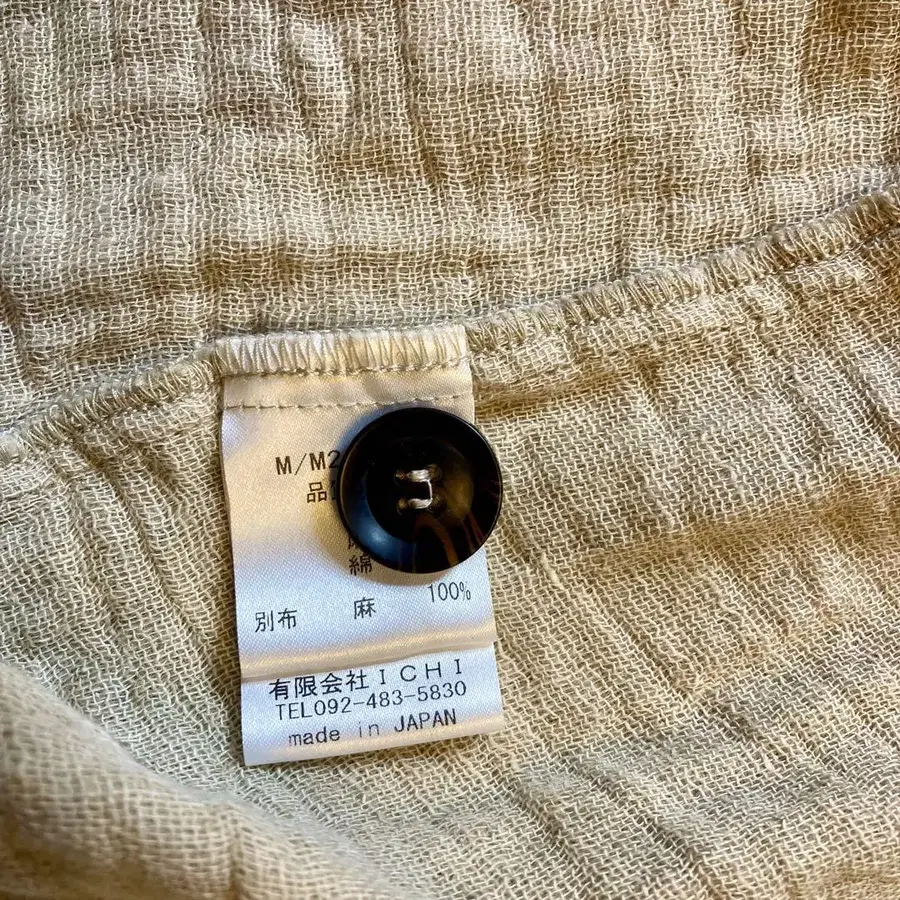 M/M2
品
綿
別布 麻 100%
有限会社ICHI
TEL092-483-5830
made in JAPAN